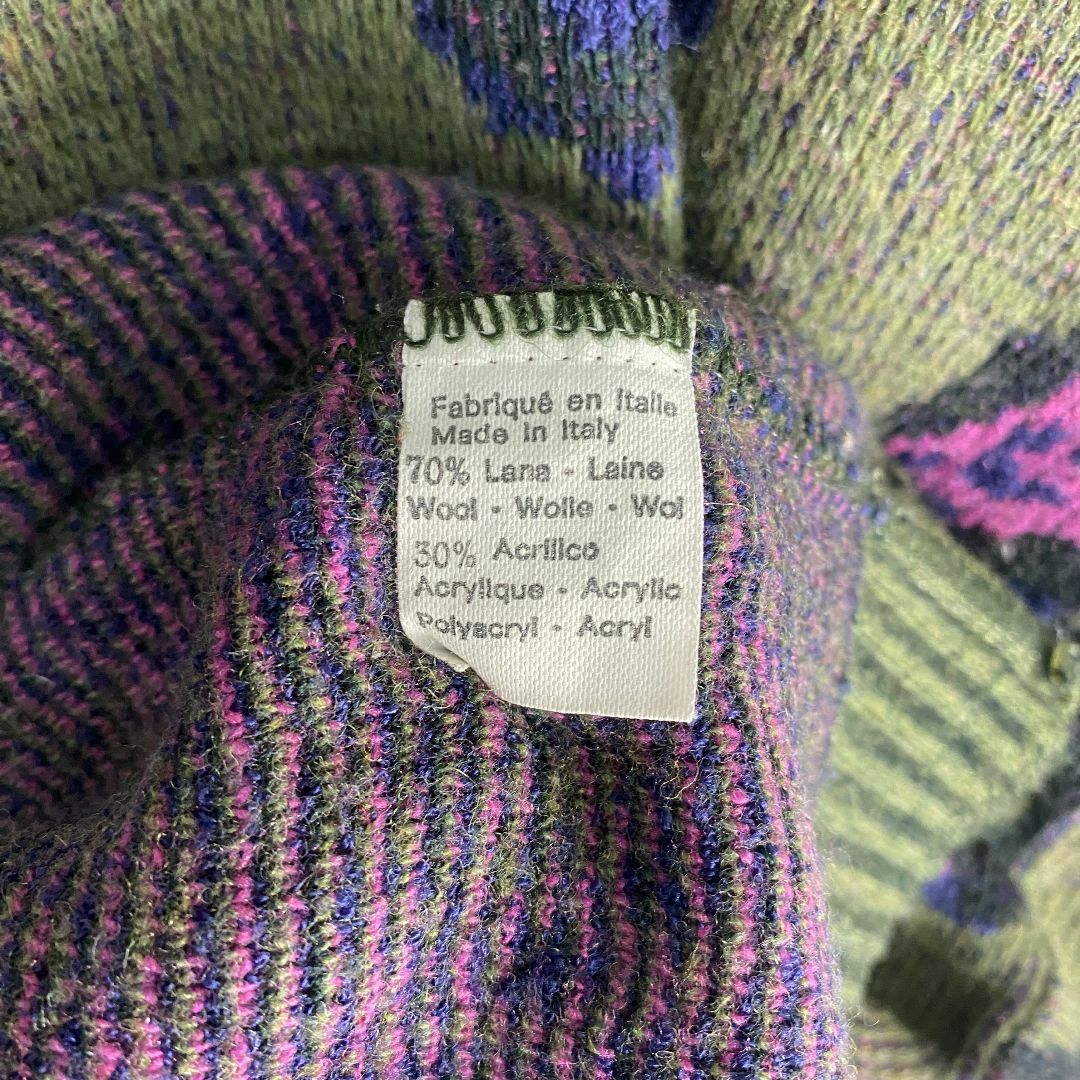 Fabriqué en Italie
Made in Italy
70% Lana - Laine
Wool - Wolle - Wol
30% Acrilico
Acrylique - Acrylic
Polyacryl - Acryl